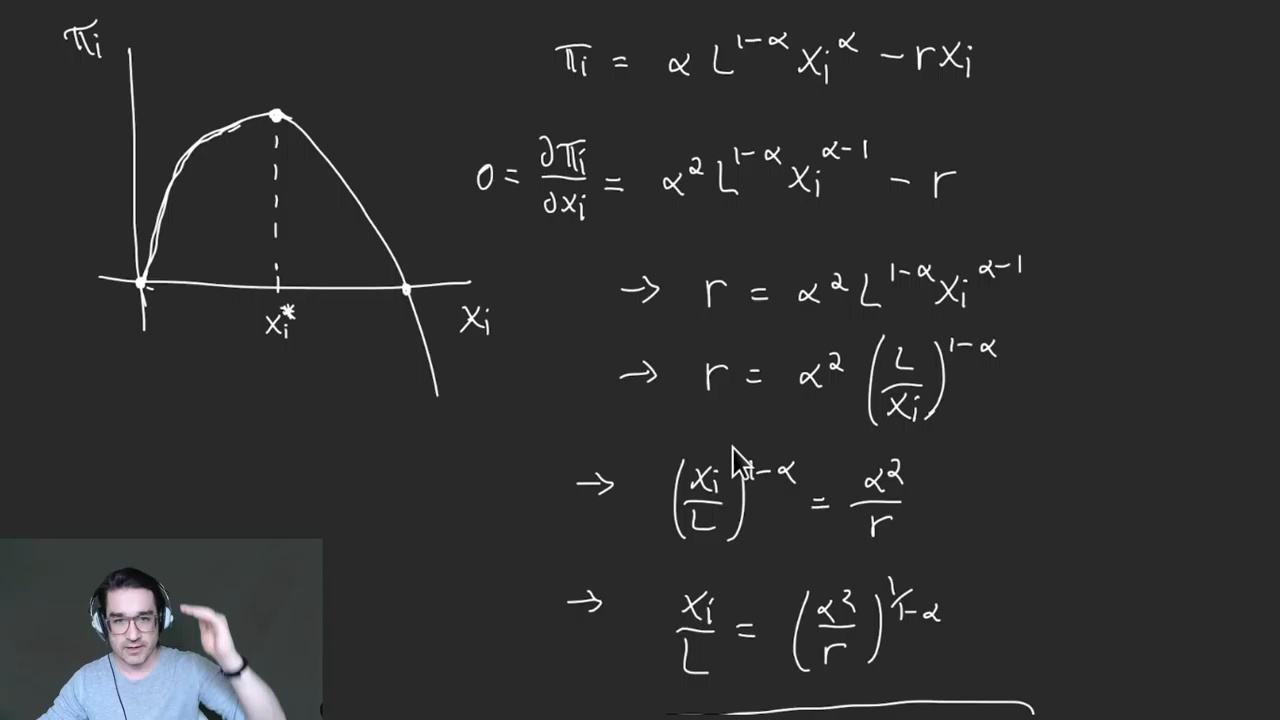 πi
xi*
xi
πi = α L^{1-α} xi^α - r xi
0 = ∂πi/∂xi = α² L^{1-α} xi^{α-1} - r
→ r = α² L^{1-α} xi^{α-1}
→ r = α² (L/xi)^{1-α}
→ (xi/L)^{1-α} = α²/r
→ xi/L = (α²/r)^{1/1-α}